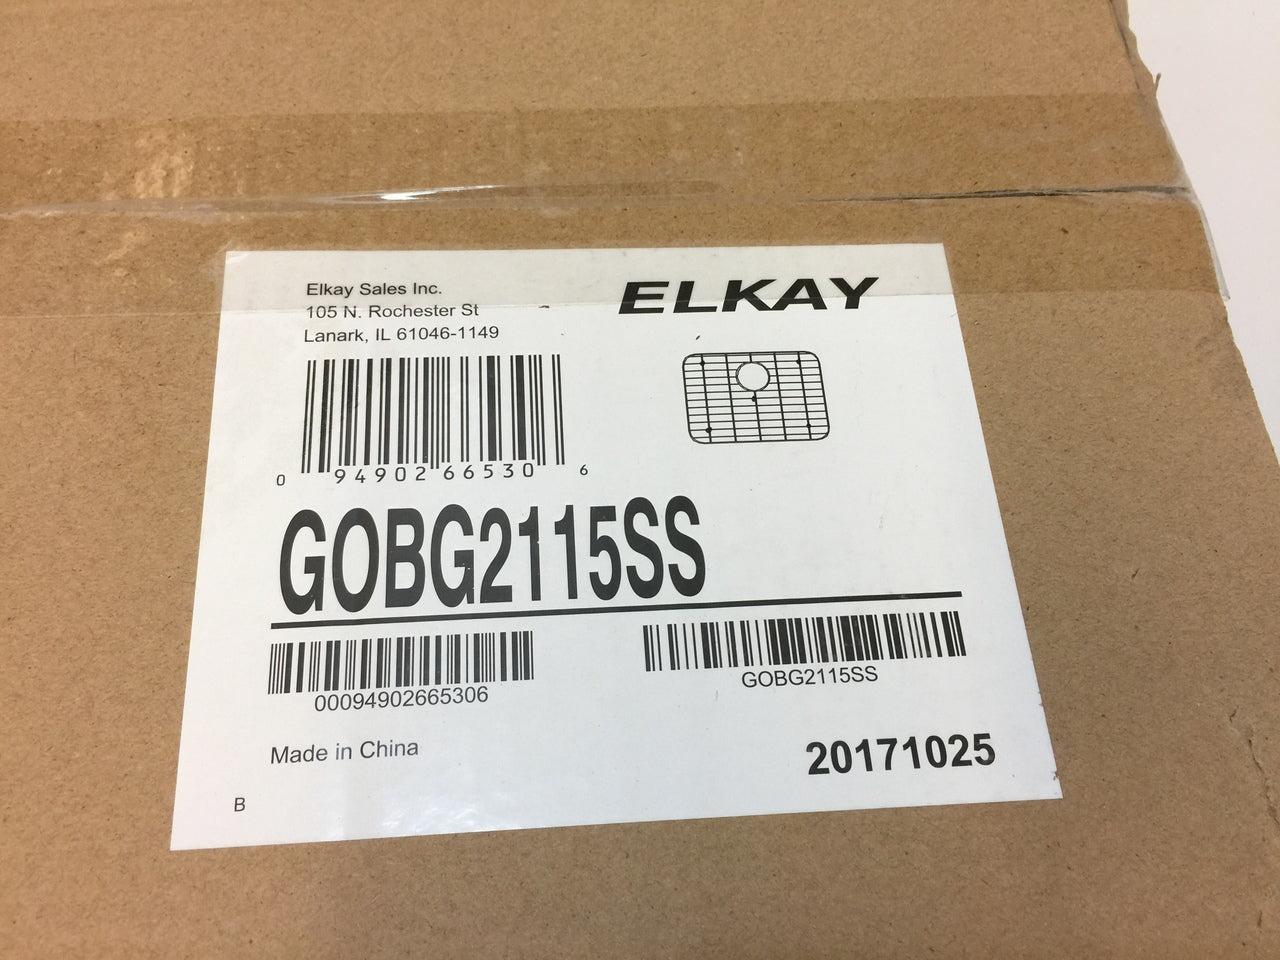 Elkay Sales Inc.
105 N. Rochester St
Lanark, IL 61046-1149
ELKAY
0 94902 66530 6
GOBG2115SS
00094902665306
GOBG2115SS
Made in China
20171025
B